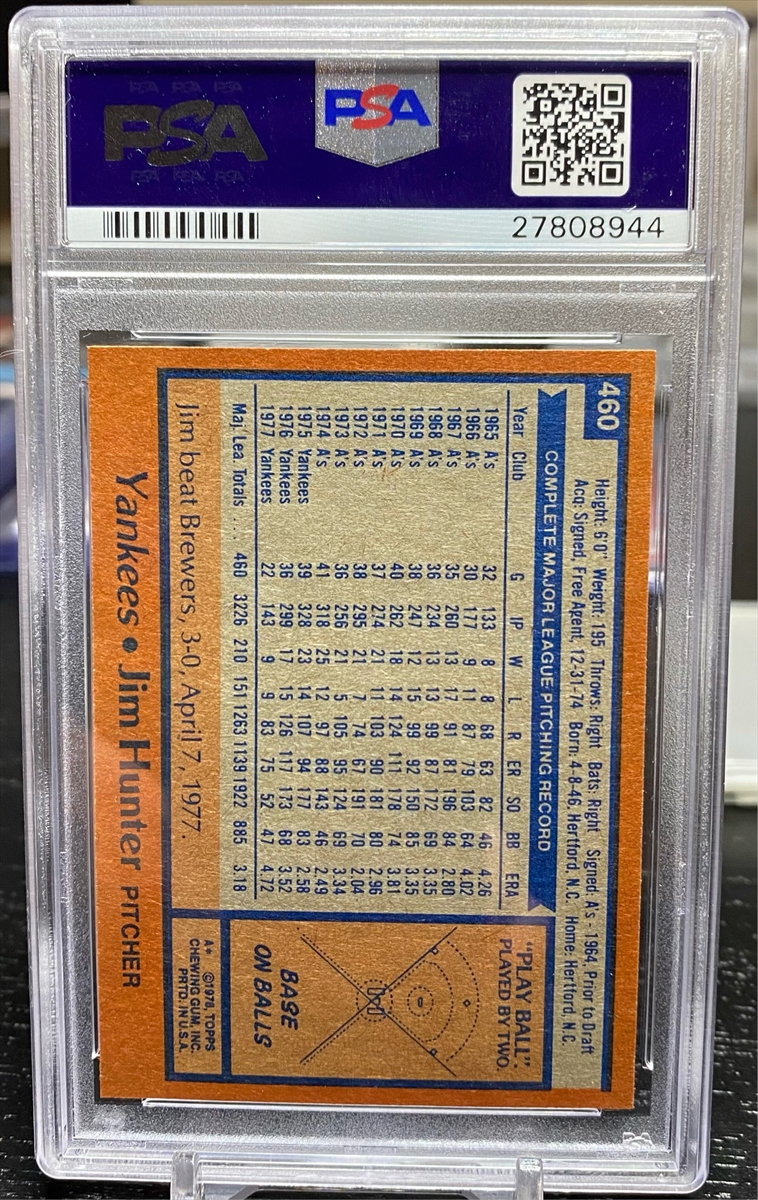 PSA PSA PSA
PSA
PSA PSA PSA
PSA
27808944
460
Height: 6'0" Weight: 195 Throws: Right Bats: Right Signed: A's - 1964, Prior to Draft
Acq: Signed, Free Agent, 12-31-74 Born: 4-8-46, Hertford, N.C. Home: Hertford, N.C.
COMPLETE MAJOR LEAGUE PITCHING RECORD
Year Club G IP W L R ER SO BB ERA
1965 A's 32 133 8 8 68 63 82 46 4.26
1966 A's 30 177 9 11 87 79 103 64 4.02
1967 A's 35 260 13 17 91 81 196 84 2.80
1968 A's 36 234 13 13 99 87 172 69 3.35
1969 A's 38 247 12 15 99 92 150 85 3.35
1970 A's 40 262 18 14 124 111 178 74 3.81
1971 A's 37 274 21 11 103 90 181 80 2.96
1972 A's 38 295 21 7 74 67 191 70 2.04
1973 A's 36 256 21 5 105 95 124 69 3.34
1974 A's 41 318 25 12 97 88 143 46 2.49
1975 Yankees 39 328 23 14 107 94 177 83 2.58
1976 Yankees 36 299 17 15 126 117 173 68 3.52
1977 Yankees 22 143 9 9 83 75 52 47 4.72
Maj. Lea. Totals ... 460 3226 210 151 1263 1139 1922 885 3.18
Jim beat Brewers, 3-0, April 7, 1977.
"PLAY BALL".
PLAYED BY TWO.
BASE
ON BALLS
A* ©1978, TOPPS
CHEWING GUM, INC.
PRTD. IN U.S.A.
Yankees • Jim Hunter PITCHER